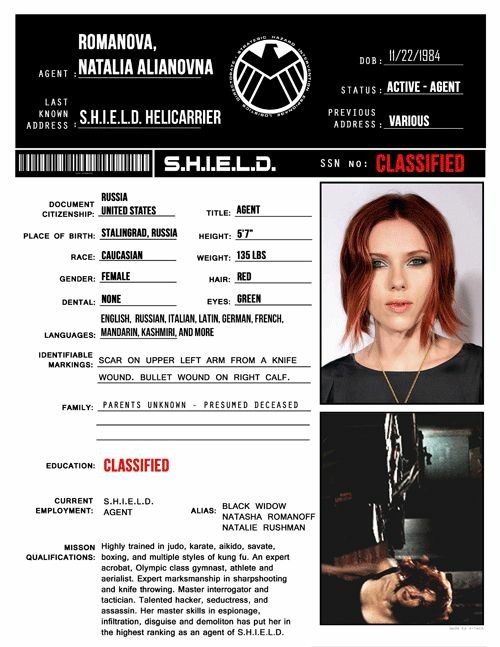 ROMANOVA,
AGENT : NATALIA ALIANOVNA
LAST
KNOWN
ADDRESS : S.H.I.E.L.D. HELICARRIER
DOB: 11/22/1984
STATUS: ACTIVE - AGENT
PREVIOUS
ADDRESS: VARIOUS
S.H.I.E.L.D.
SSN NO: CLASSIFIED
DOCUMENT RUSSIA
CITIZENSHIP: UNITED STATES
TITLE: AGENT
PLACE OF BIRTH: STALINGRAD, RUSSIA
HEIGHT: 5'7"
RACE: CAUCASIAN
WEIGHT: 135 LBS
GENDER: FEMALE
HAIR: RED
DENTAL: NONE
EYES: GREEN
ENGLISH, RUSSIAN, ITALIAN, LATIN, GERMAN, FRENCH,
LANGUAGES: MANDARIN, KASHMIRI, AND MORE
IDENTIFIABLE
MARKINGS: SCAR ON UPPER LEFT ARM FROM A KNIFE
WOUND. BULLET WOUND ON RIGHT CALF.
FAMILY: PARENTS UNKNOWN - PRESUMED DECEASED
EDUCATION: CLASSIFIED
CURRENT S.H.I.E.L.D.
EMPLOYMENT: AGENT
ALIAS: BLACK WIDOW
NATASHA ROMANOFF
NATALIE RUSHMAN
MISSON
QUALIFICATIONS: Highly trained in judo, karate, aikido, savate,
boxing, and multiple styles of kung fu. An expert
acrobat, Olympic class gymnast, athlete and
aerialist. Expert marksmanship in sharpshooting
and knife throwing. Master interrogator and
tactician. Talented hacker, seductress, and
assassin. Her master skills in espionage,
infiltration, disguise and demoliton has put her in
the highest ranking as an agent of S.H.I.E.L.D.